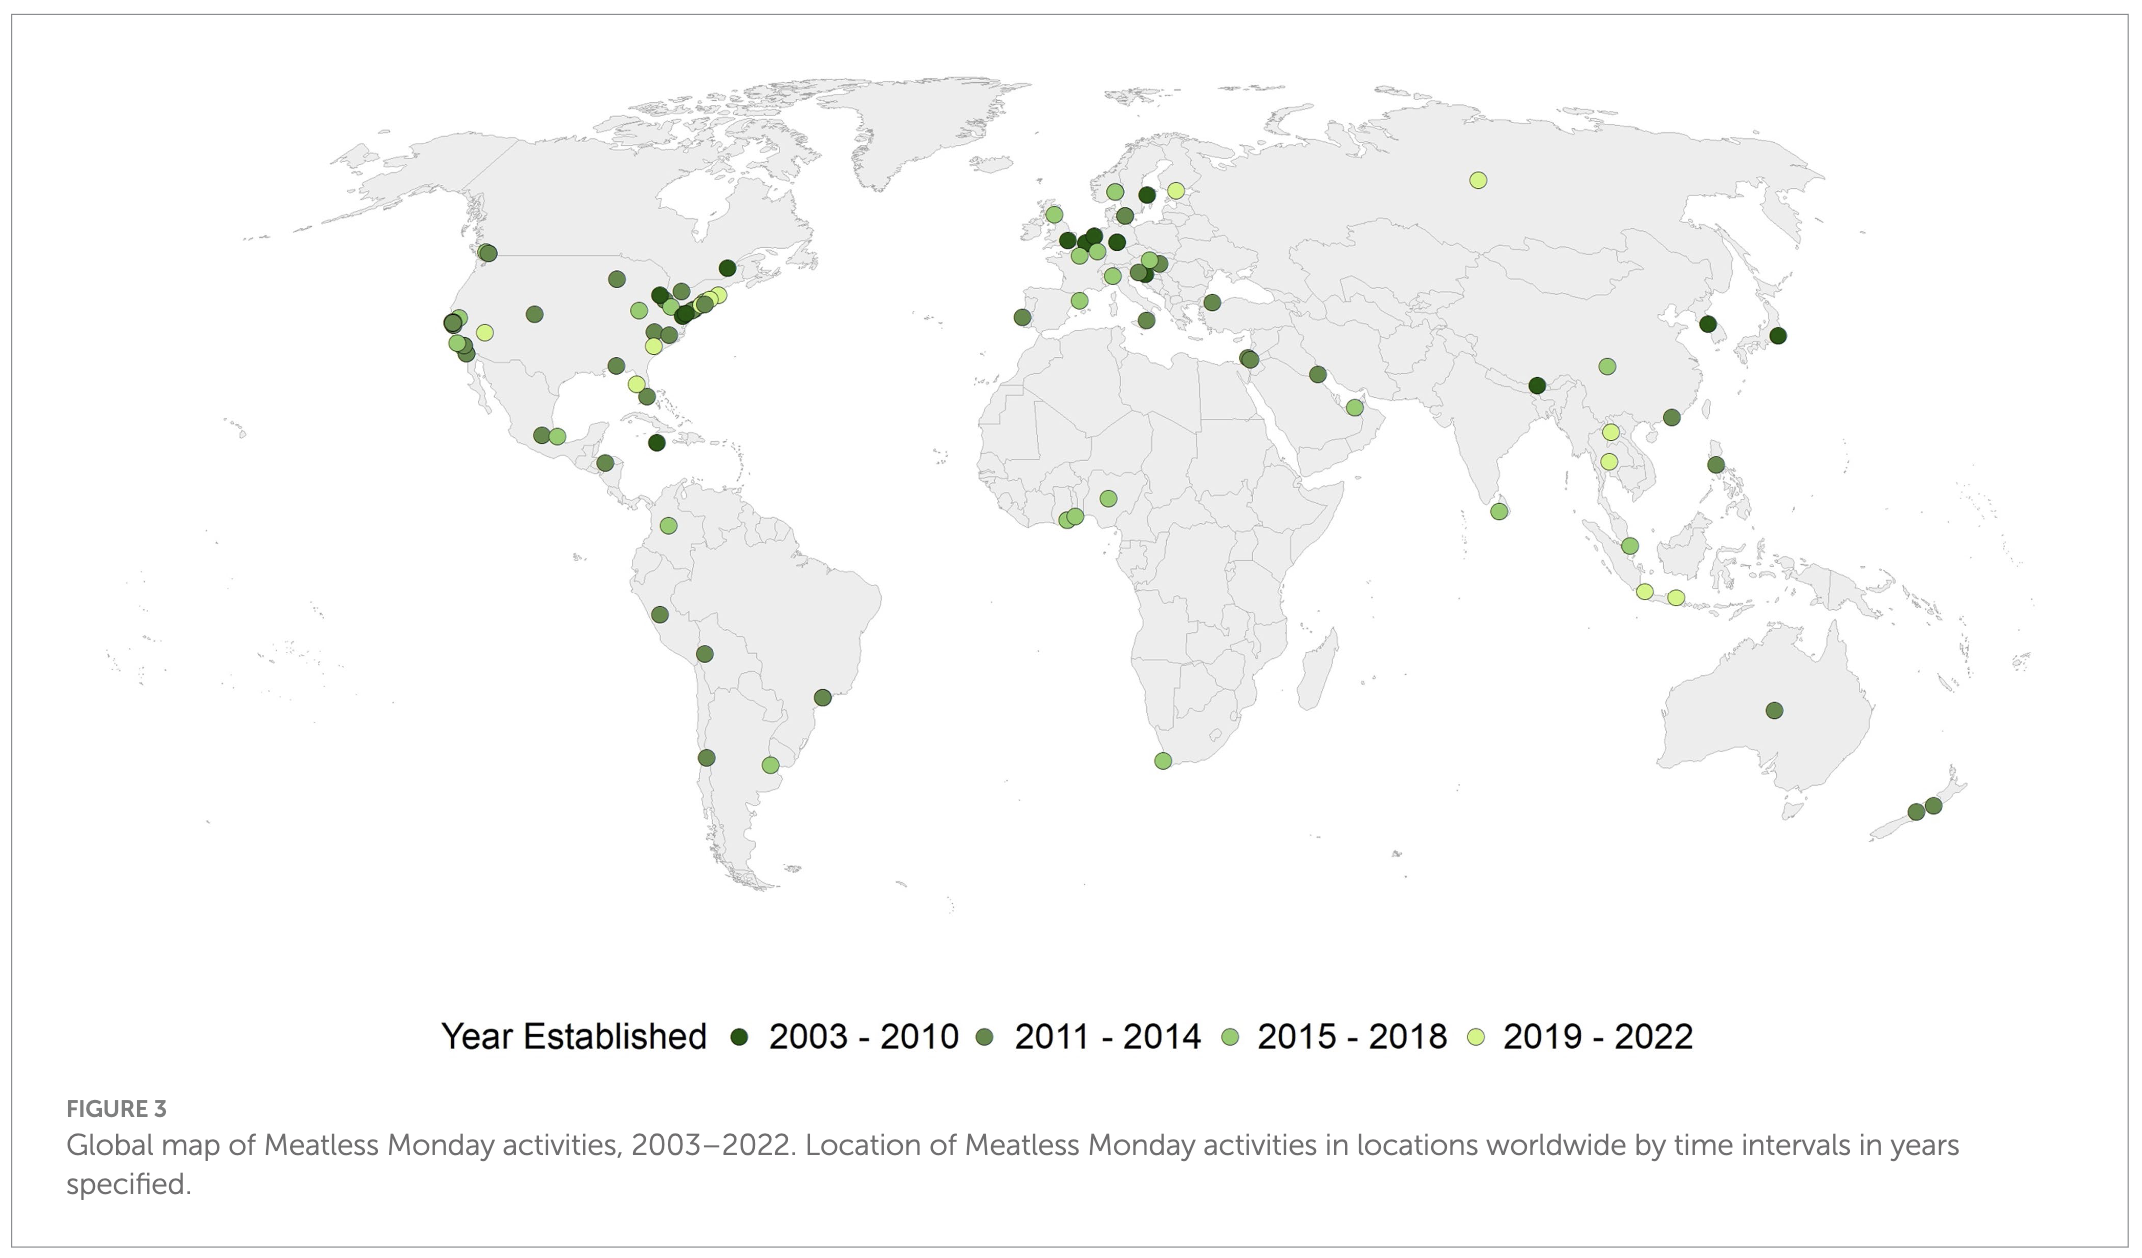 Year Established 2003 - 2010 2011 - 2014 2015 - 2018 2019 - 2022
FIGURE 3
Global map of Meatless Monday activities, 2003–2022. Location of Meatless Monday activities in locations worldwide by time intervals in years
specified.